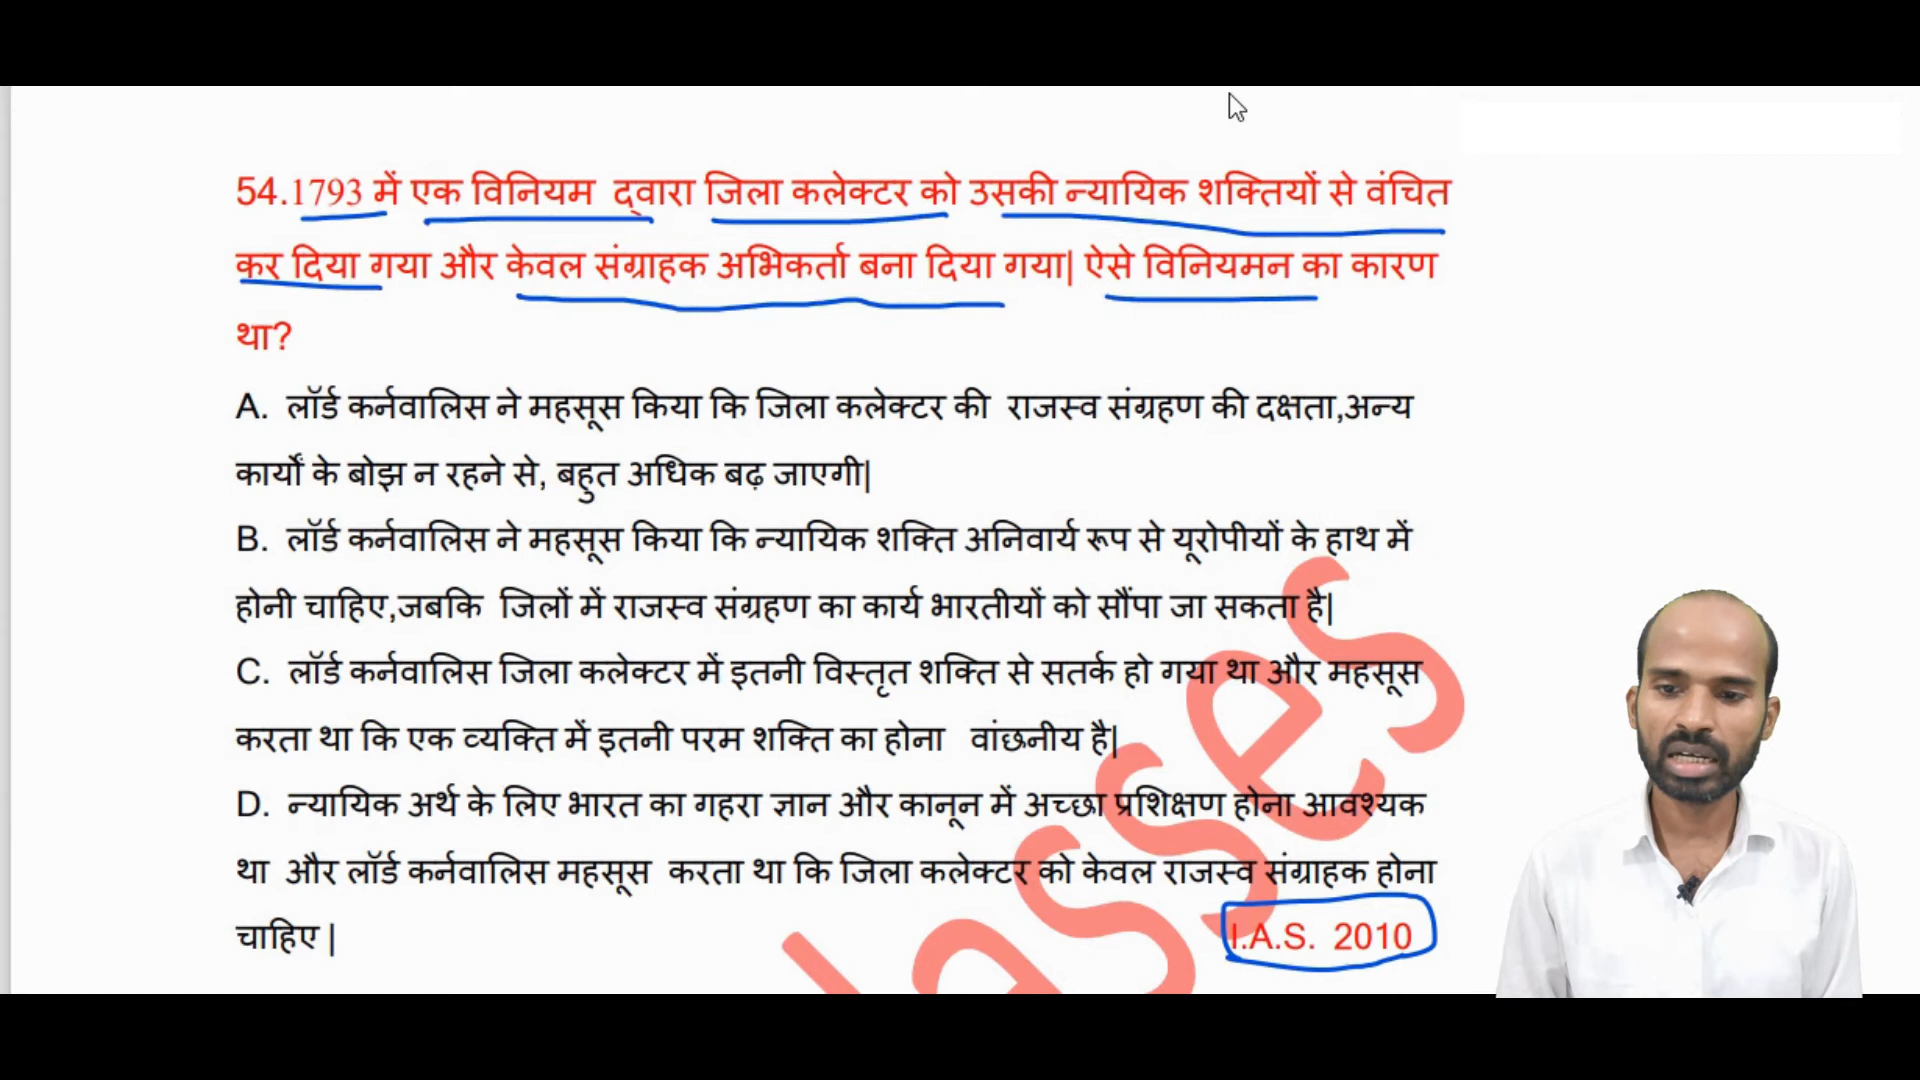 54.1793 में एक विनियम द्वारा जिला कलेक्टर को उसकी न्यायिक शक्तियों से वंचित
कर दिया गया और केवल संग्राहक अभिकर्ता बना दिया गया| ऐसे विनियमन का कारण
था?
A. लॉर्ड कर्नवालिस ने महसूस किया कि जिला कलेक्टर की राजस्व संग्रहण की दक्षता,अन्य
कार्यों के बोझ न रहने से, बहुत अधिक बढ़ जाएगी|
B. लॉर्ड कर्नवालिस ने महसूस किया कि न्यायिक शक्ति अनिवार्य रूप से यूरोपीयों के हाथ में
होनी चाहिए,जबकि जिलों में राजस्व संग्रहण का कार्य भारतीयों को सौंपा जा सकता है|
C. लॉर्ड कर्नवालिस जिला कलेक्टर में इतनी विस्तृत शक्ति से सतर्क हो गया था और महसूस
करता था कि एक व्यक्ति में इतनी परम शक्ति का होना वांछनीय है|
D. न्यायिक अर्थ के लिए भारत का गहरा ज्ञान और कानून में अच्छा प्रशिक्षण होना आवश्यक
था और लॉर्ड कर्नवालिस महसूस करता था कि जिला कलेक्टर को केवल राजस्व संग्राहक होना
चाहिए |
I.A.S. 2010
lasses